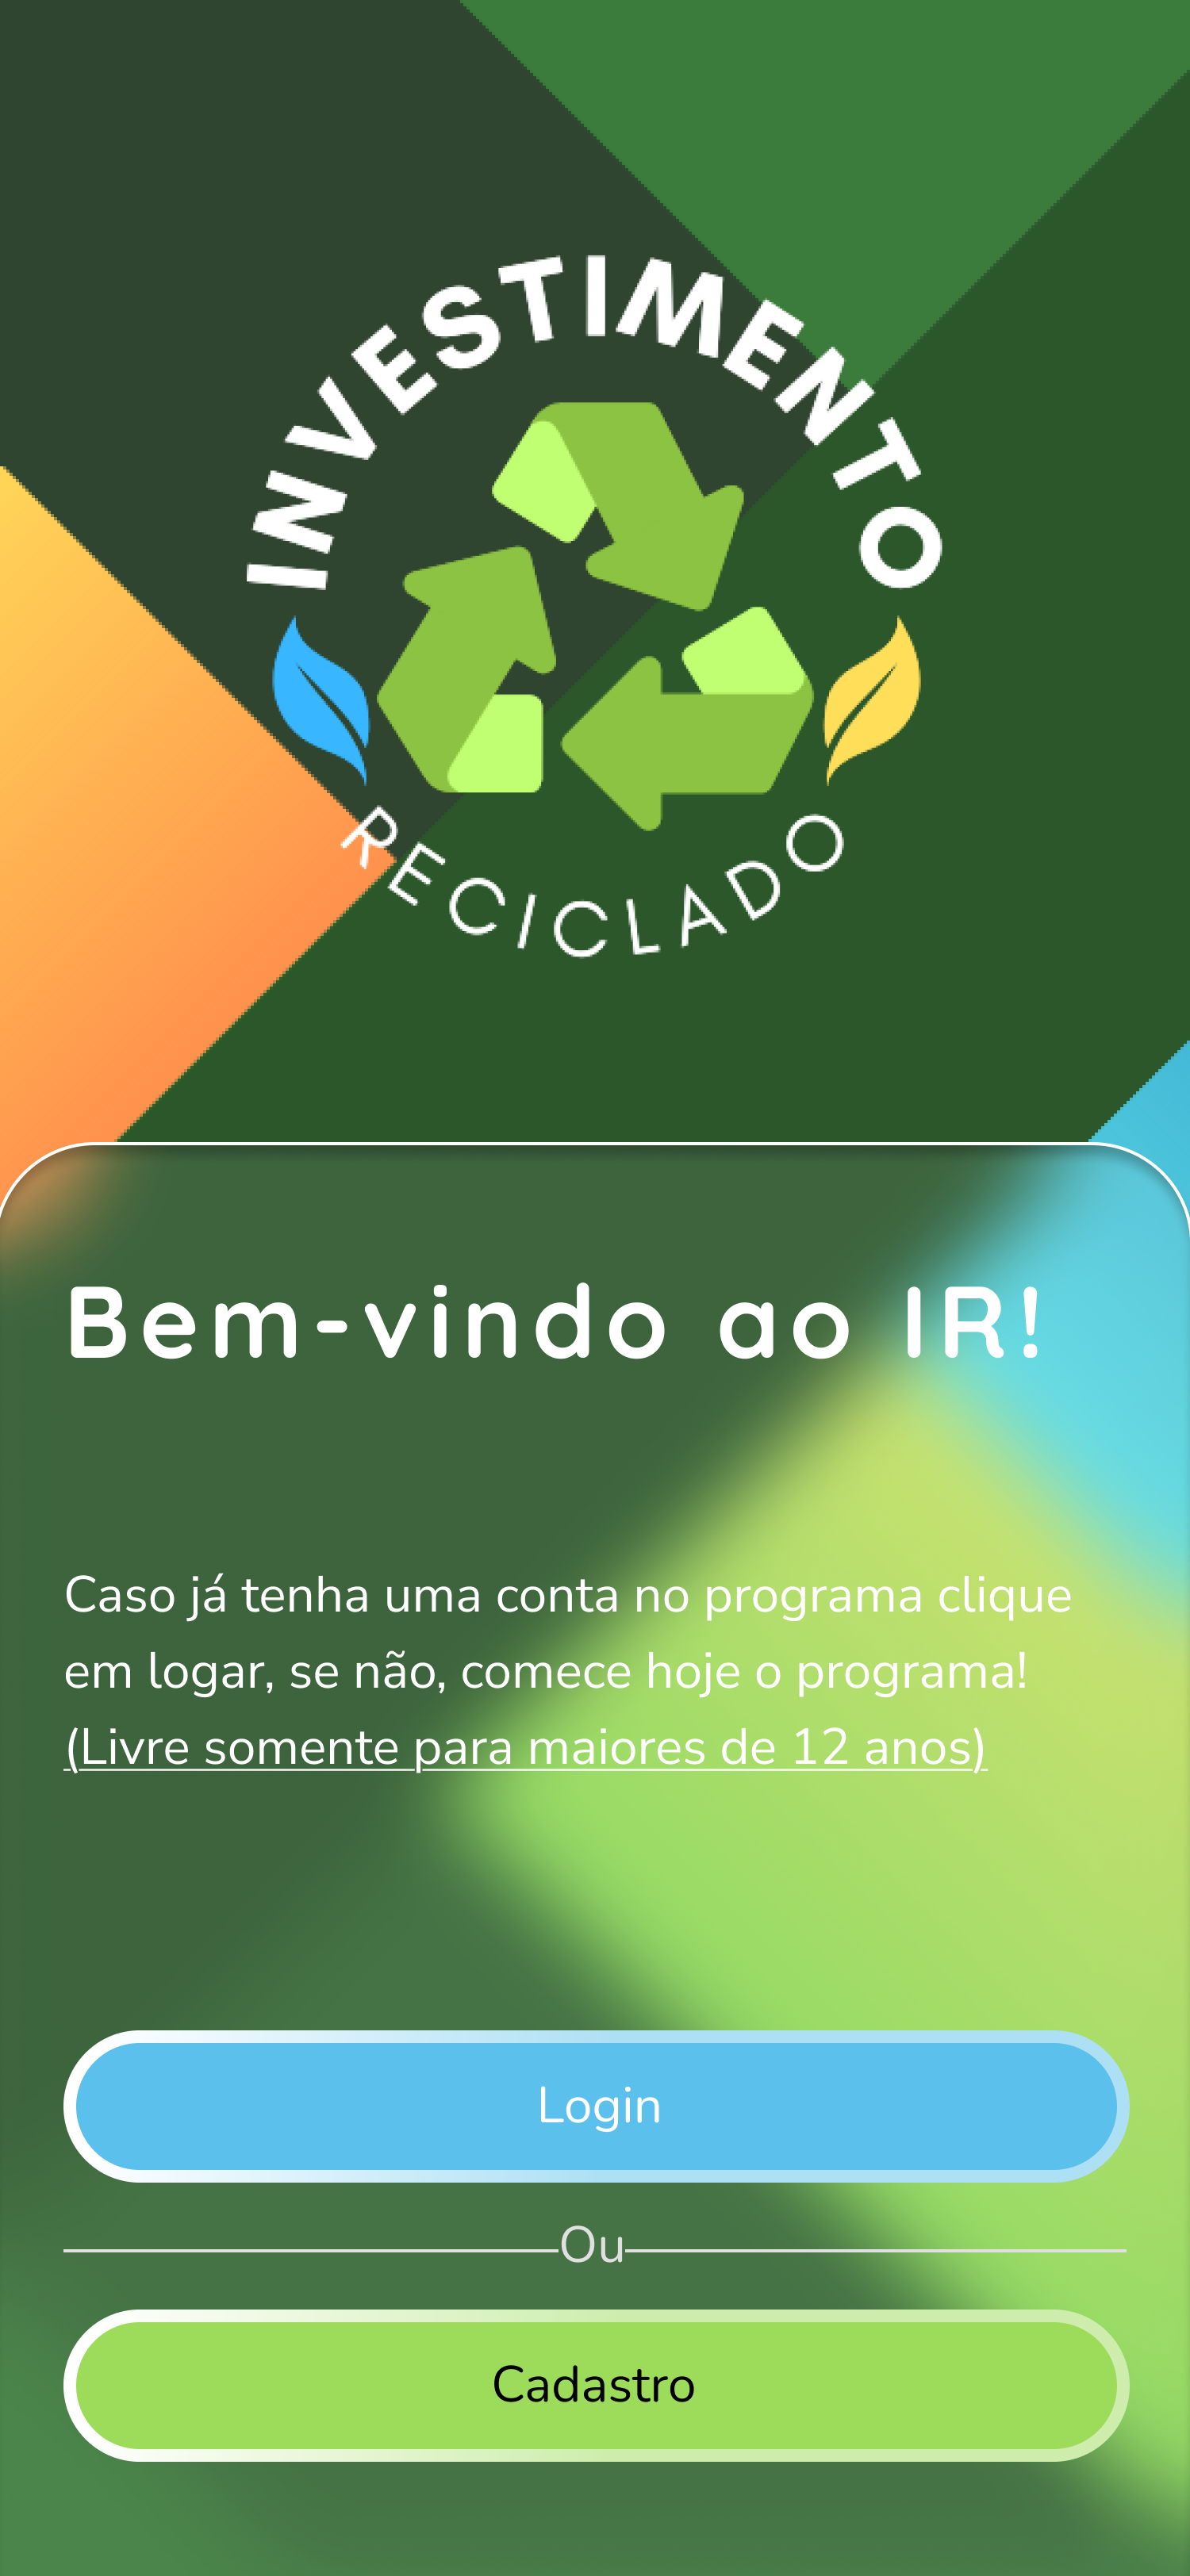 INVESTIMENTO
RECICLADO
Bem-vindo ao IR!
Caso já tenha uma conta no programa clique
em logar, se não, comece hoje o programa!
(Livre somente para maiores de 12 anos)
Login
Ou
Cadastro